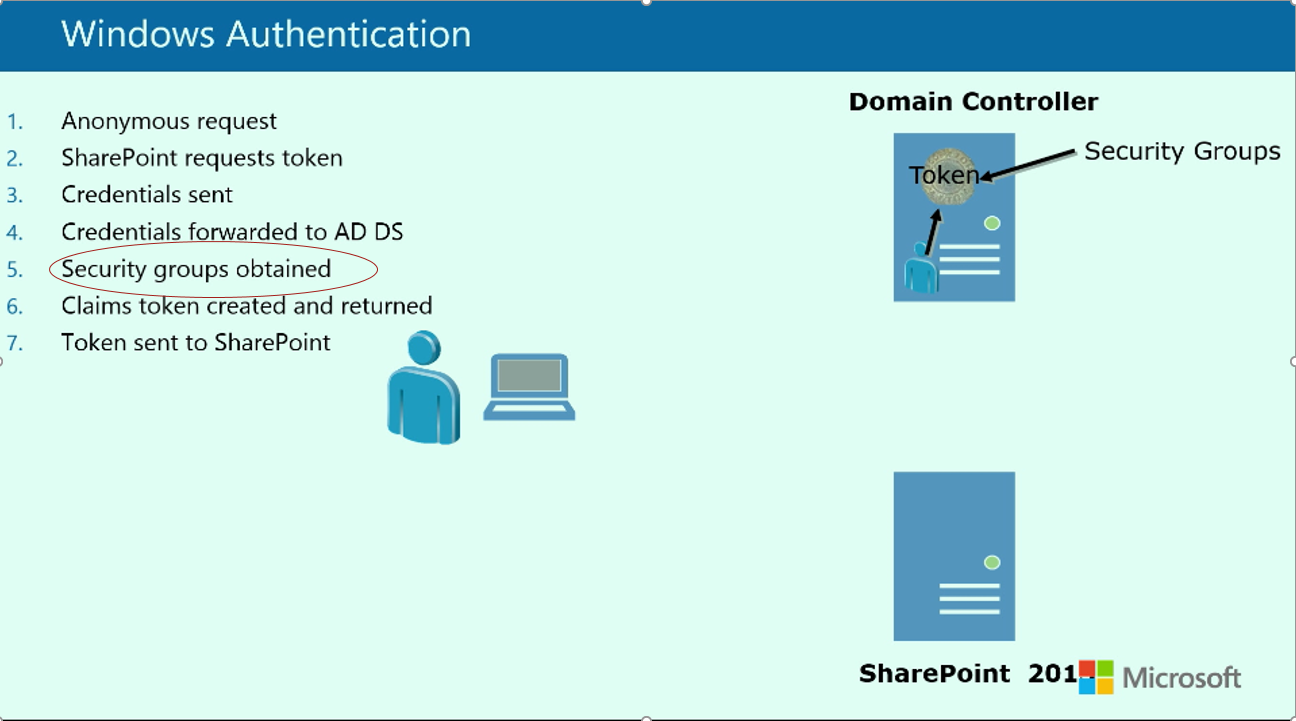 Windows Authentication
1. Anonymous request
2. SharePoint requests token
3. Credentials sent
4. Credentials forwarded to AD DS
5. Security groups obtained
6. Claims token created and returned
7. Token sent to SharePoint
Domain Controller
Token
Security Groups
SharePoint 201
Microsoft